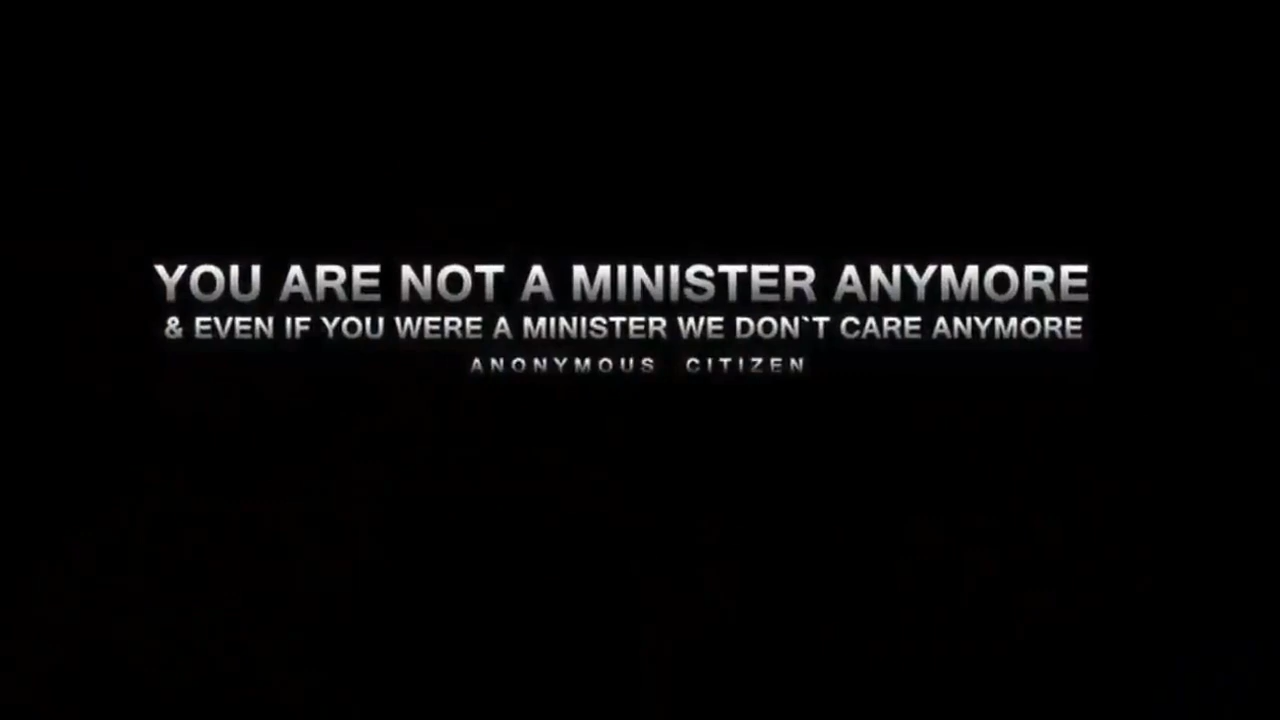 YOU ARE NOT A MINISTER ANYMORE
& EVEN IF YOU WERE A MINISTER WE DON`T CARE ANYMORE
ANONYMOUS CITIZEN